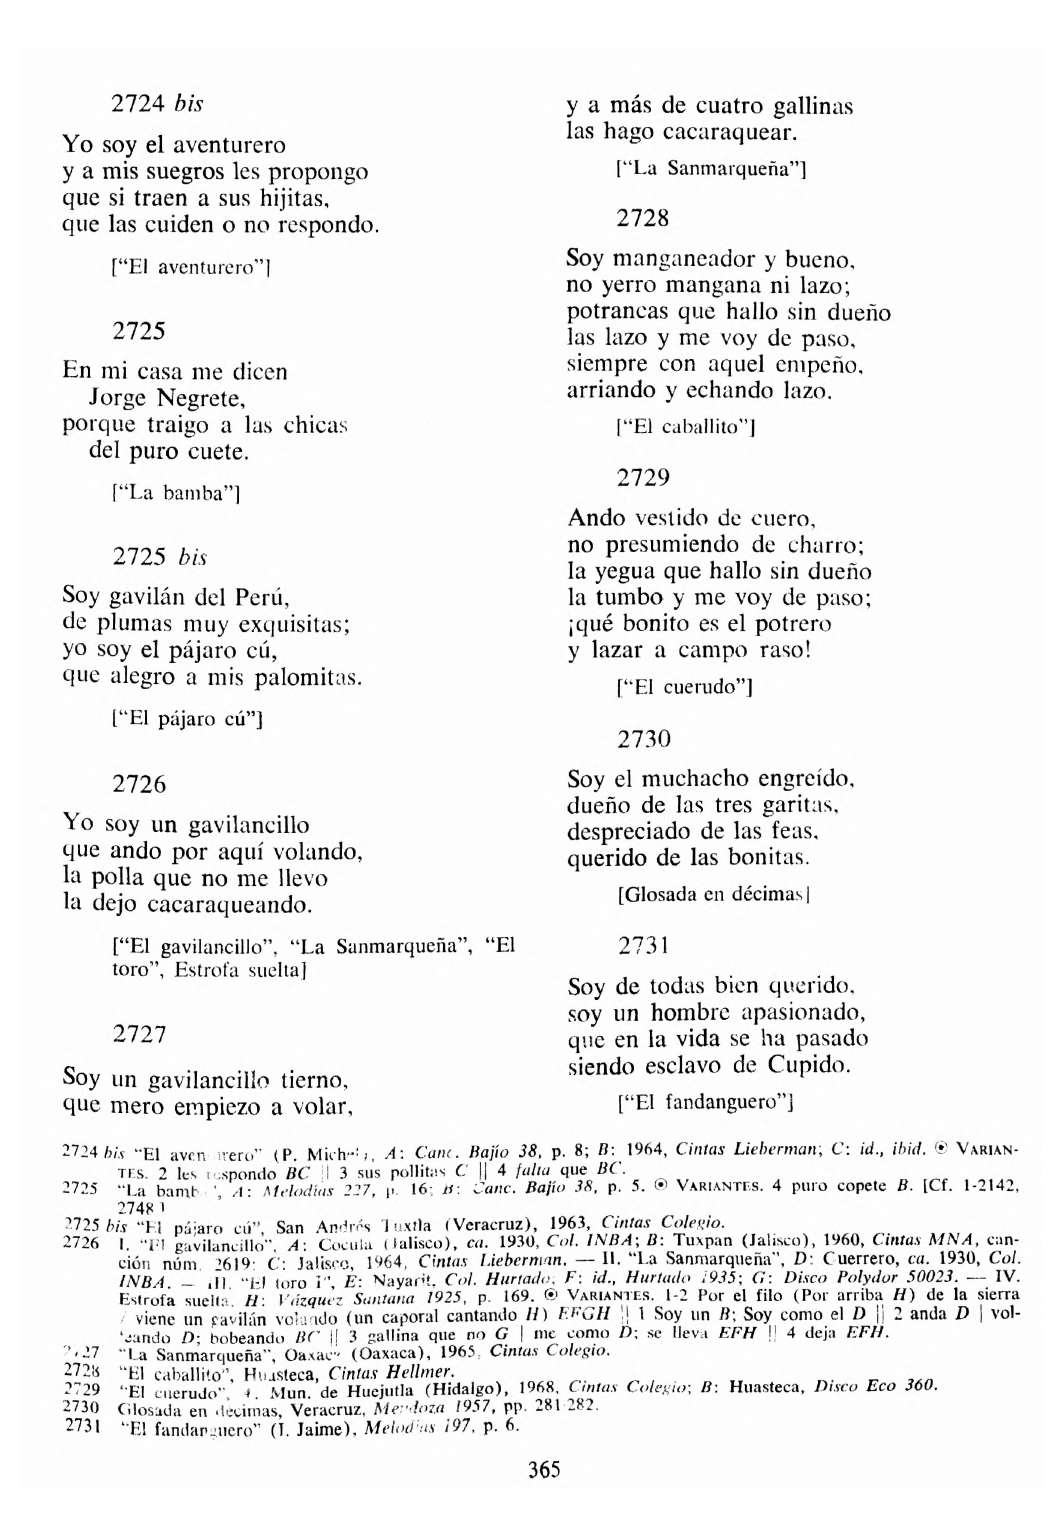 2724 bis
Yo soy el aventurero
y a mis suegros les propongo
que si traen a sus hijitas,
que las cuiden o no respondo.
[“El aventurero”]
2725
En mi casa me dicen
Jorge Negrete,
porque traigo a las chicas
del puro cuete.
[“La bamba”]
2725 bis
Soy gavilán del Perú,
de plumas muy exquisitas;
yo soy el pájaro cú,
que alegro a mis palomitas.
[“El pájaro cú”]
2726
Yo soy un gavilancillo
que ando por aquí volando,
la polla que no me llevo
la dejo cacaraqueando.
[“El gavilancillo”, “La Sanmarqueña”, “El
toro”, Estrofa suelta]
2727
Soy un gavilancillo tierno,
que mero empiezo a volar,
y a más de cuatro gallinas
las hago cacaraquear.
[“La Sanmarqueña”]
2728
Soy manganeador y bueno,
no yerro mangana ni lazo;
potrancas que hallo sin dueño
las lazo y me voy de paso,
siempre con aquel empeño,
arriando y echando lazo.
[“El caballito”]
2729
Ando vestido de cuero,
no presumiendo de charro;
la yegua que hallo sin dueño
la tumbo y me voy de paso;
¡qué bonito es el potrero
y lazar a campo raso!
[“El cuerudo”]
2730
Soy el muchacho engreído,
dueño de las tres garitas,
despreciado de las feas,
querido de las bonitas.
[Glosada en décimas]
2731
Soy de todas bien querido,
soy un hombre apasionado,
que en la vida se ha pasado
siendo esclavo de Cupido.
[“El fandanguero”]
2724 bis “El aventurero” (P. A: Canc. Bajío 38, p. 8; B: 1964, Cintas Lieberman; C: id., ibid. ⦿ VARIAN-
TES. 2 les respondo BC || 3 sus pollitas C || 4 falta que BC.
2725 “La bamba”, A: Melodías 227, p. 16; B: Canc. Bajío 38, p. 5. ⦿ VARIANTES. 4 puro copete B. [Cf. 1-2142,
2748.]
2725 bis “El pájaro cú”, San Andrés Tuxtla (Veracruz), 1963, Cintas Colegio.
2726 I. “El gavilancillo”, A: Cocula (Jalisco), ca. 1930, Col. INBA; B: Tuxpan (Jalisco), 1960, Cintas MNA, can-
ción núm. 2619; C: Jalisco, 1964, Cintas Lieberman. — II. “La Sanmarqueña”, D: Guerrero, ca. 1930, Col.
INBA. — III. “El toro I”, E: Nayarit, Col. Hurtado; F: id., Hurtado 1935; G: Disco Polydor 50023. — IV.
Estrofa suelta. H: Vázquez Santana 1925, p. 169. ⦿ VARIANTES. 1-2 Por el filo (Por arriba H) de la sierra
/ viene un gavilán volando (un caporal cantando H) EFGH || 1 Soy un B; Soy como el D || 2 anda D | vol-
teando D; bobeando BC || 3 gallina que no G | me como D; se lleva EFH || 4 deja EFH.
2727 “La Sanmarqueña”, Oaxaca (Oaxaca), 1965, Cintas Colegio.
2728 “El caballito”, Huasteca, Cintas Hellmer.
2729 “El cuerudo”, A: Mun. de Huejutla (Hidalgo), 1968, Cintas Colegio; B: Huasteca, Disco Eco 360.
2730 Glosada en décimas, Veracruz, Mendoza 1957, pp. 281-282.
2731 “El fandanguero” (I. Jaime), Melodías 197, p. 6.
365